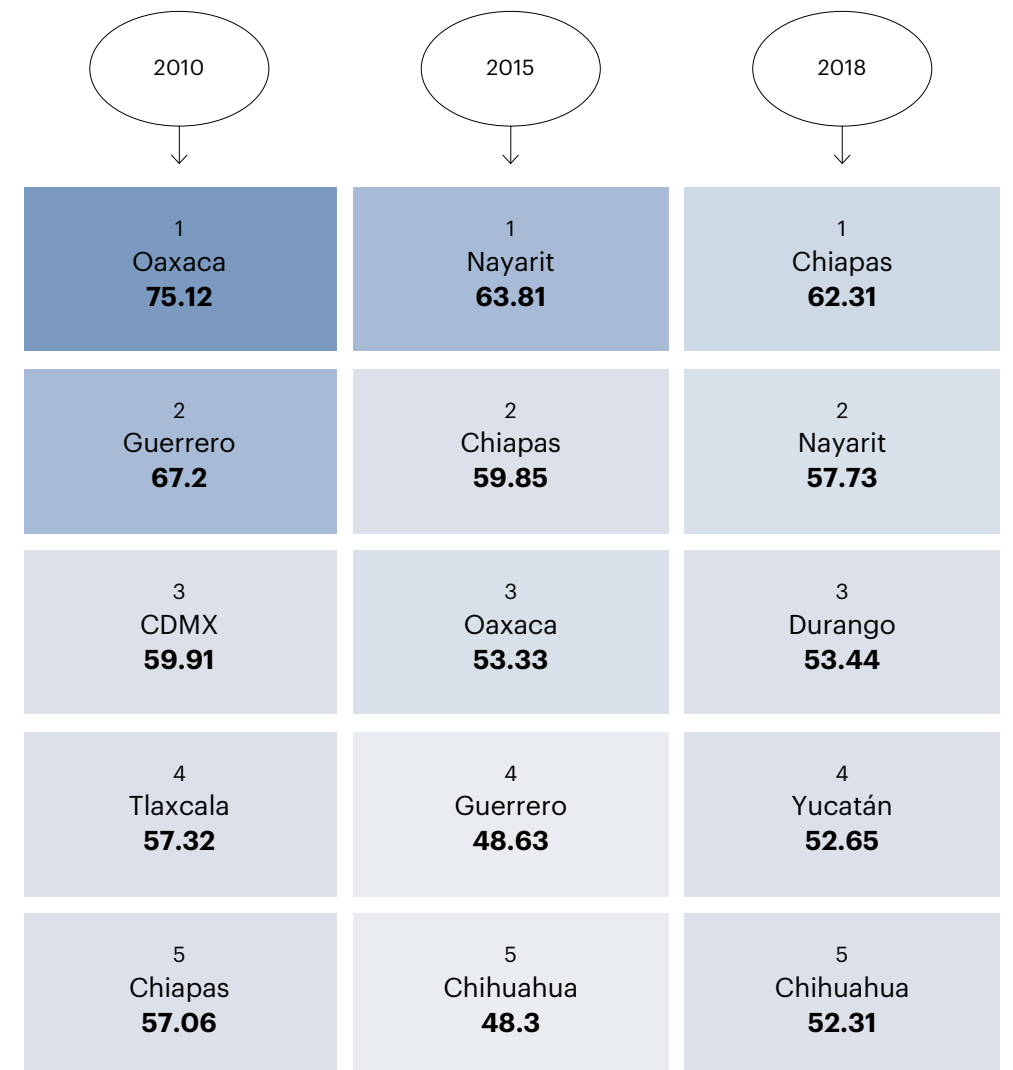 2010
2015
2018
1
Oaxaca
75.12
1
Nayarit
63.81
1
Chiapas
62.31
2
Guerrero
67.2
2
Chiapas
59.85
2
Nayarit
57.73
3
CDMX
59.91
3
Oaxaca
53.33
3
Durango
53.44
4
Tlaxcala
57.32
4
Guerrero
48.63
4
Yucatán
52.65
5
Chiapas
57.06
5
Chihuahua
48.3
5
Chihuahua
52.31